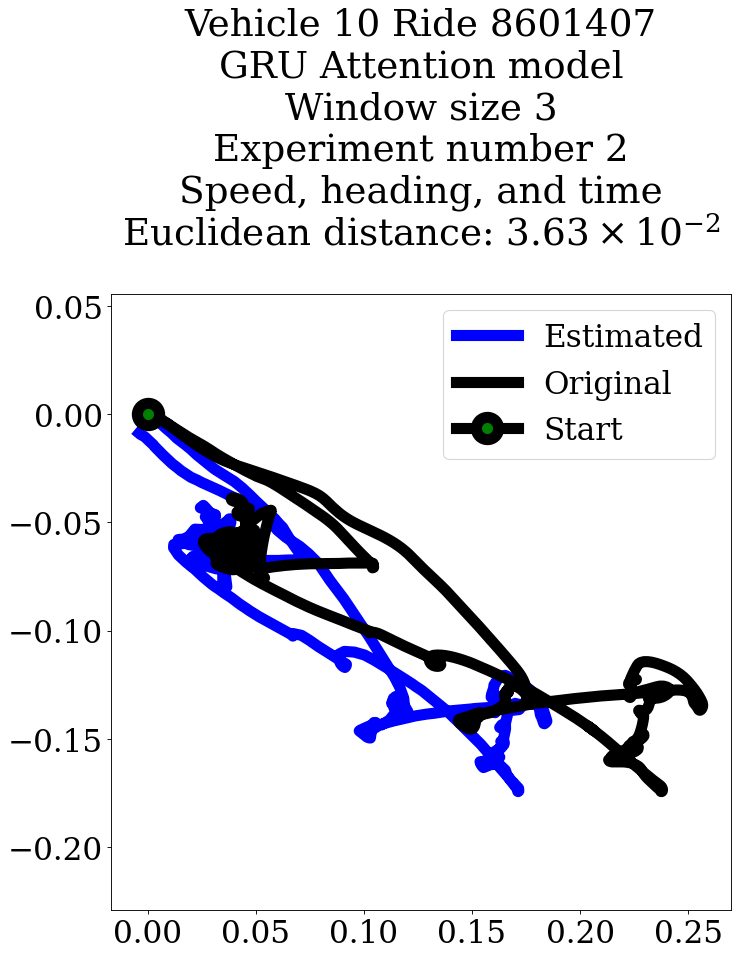 Vehicle 10 Ride 8601407
GRU Attention model
Window size 3
Experiment number 2
Speed, heading, and time
Euclidean distance: 3.63 × 10⁻²
Estimated
Original
Start
0.05
0.00
−0.05
−0.10
−0.15
−0.20
0.00 0.05 0.10 0.15 0.20 0.25